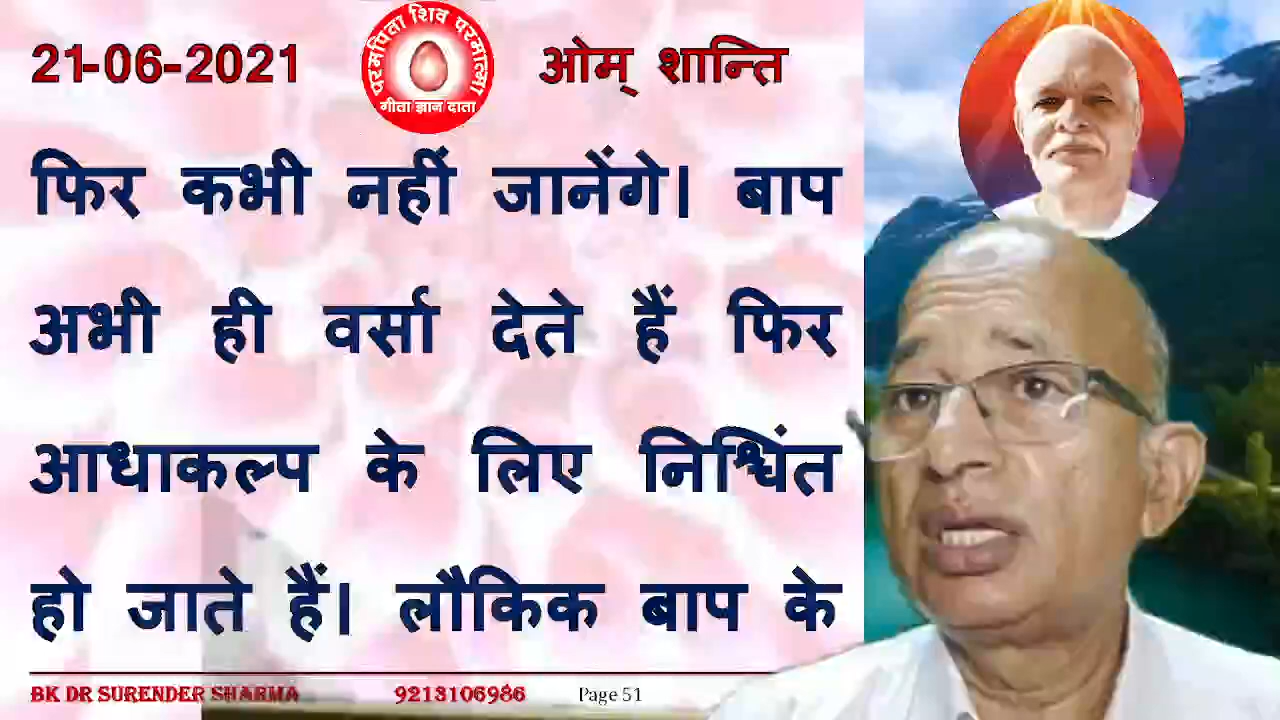 21-06-2021
परमपिता शिव परमात्मा
गीता ज्ञान दाता
ओम् शान्ति
फिर कभी नहीं जानेंगे। बाप
अभी ही वर्सा देते हैं फिर
आधाकल्प के लिए निश्चिंत
हो जाते हैं। लौकिक बाप के
BK DR SURENDER SHARMA 9213106986 Page 51